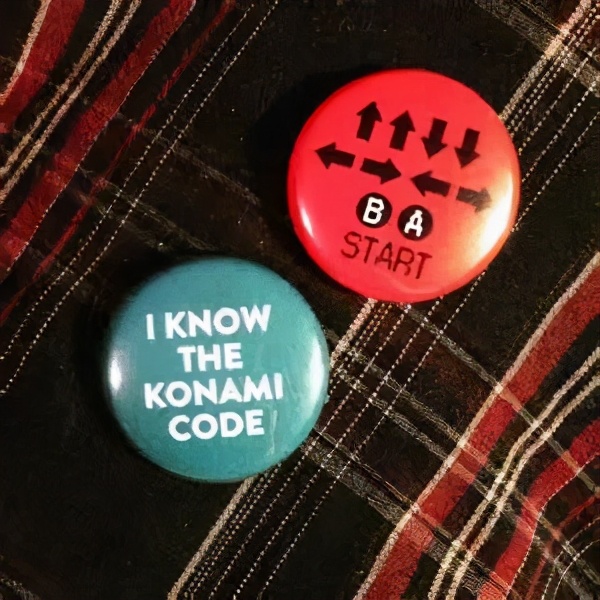 ↑ ↑ ↓ ↓
← → ← →
B A
START
I KNOW
THE
KONAMI
CODE